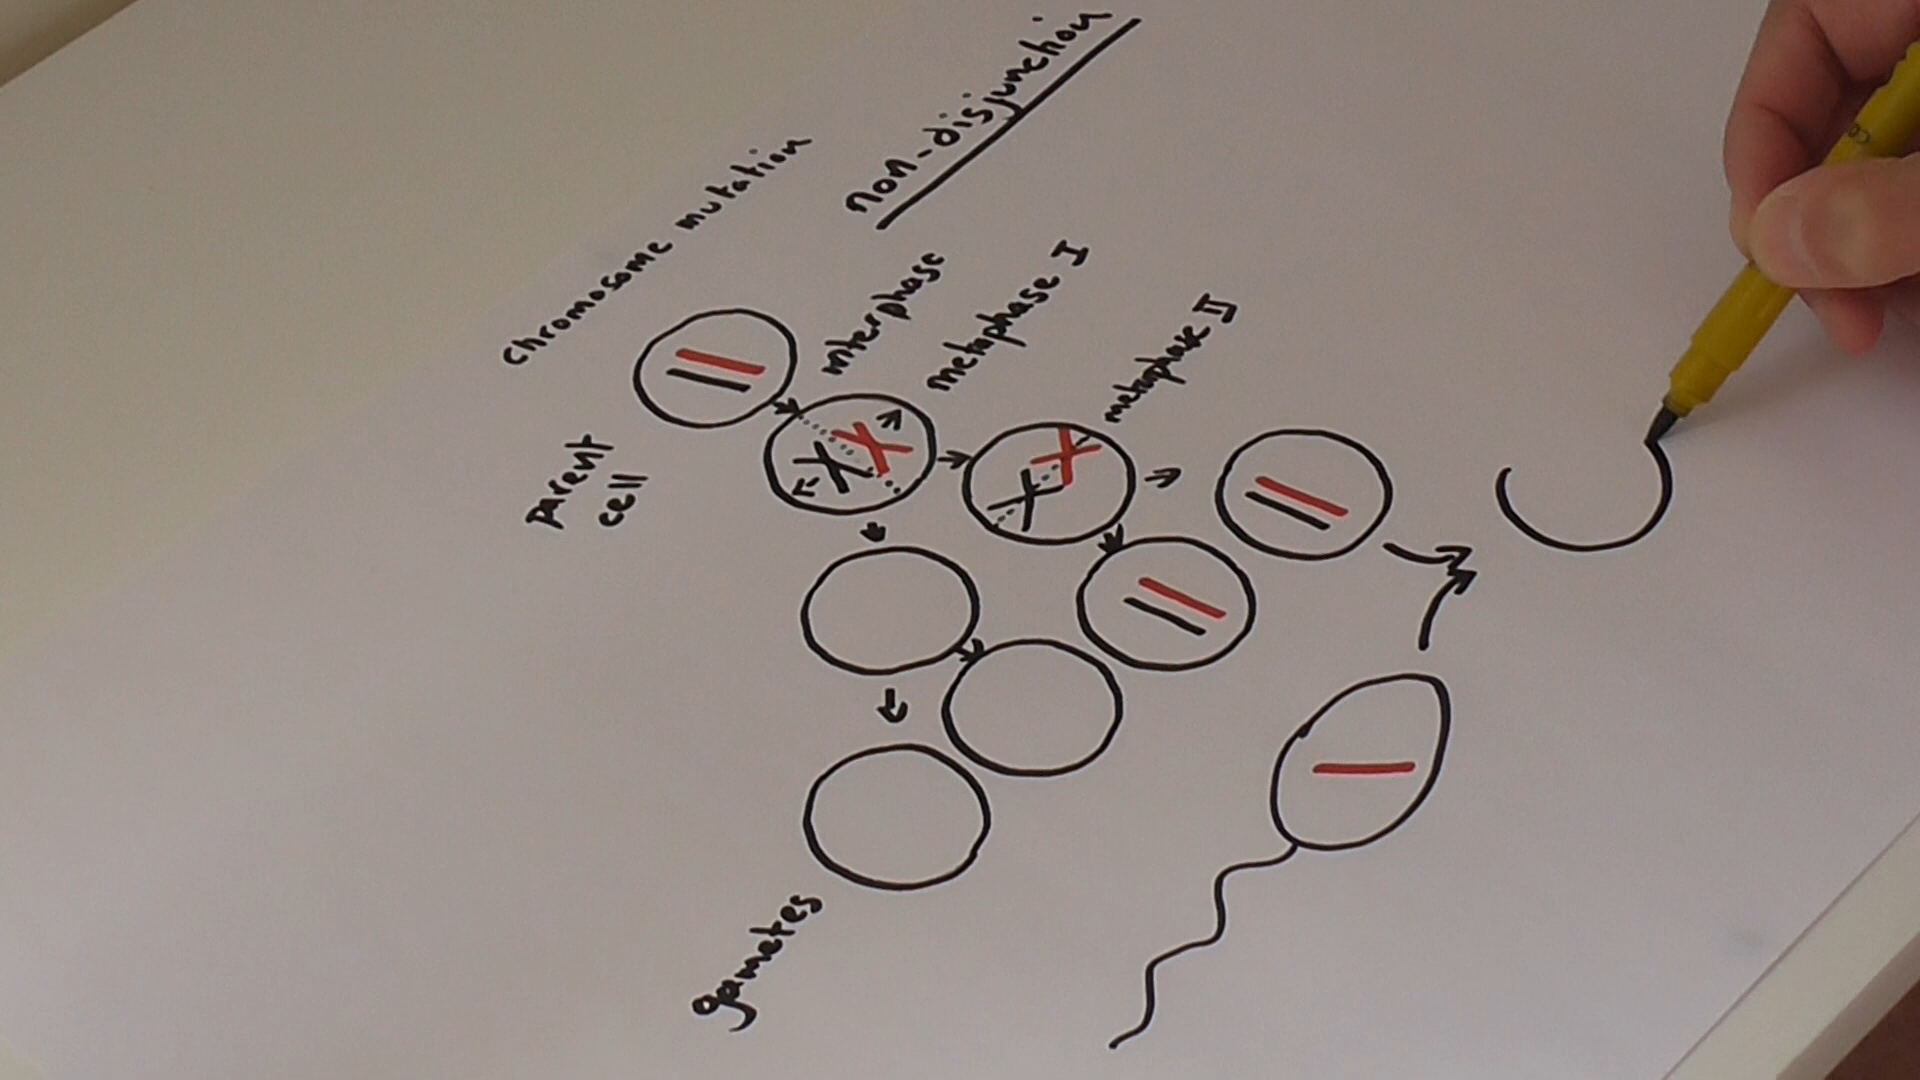 chromosome mutation
non-disjunction
parent
cell
interphase
metaphase I
metaphase II
gametes